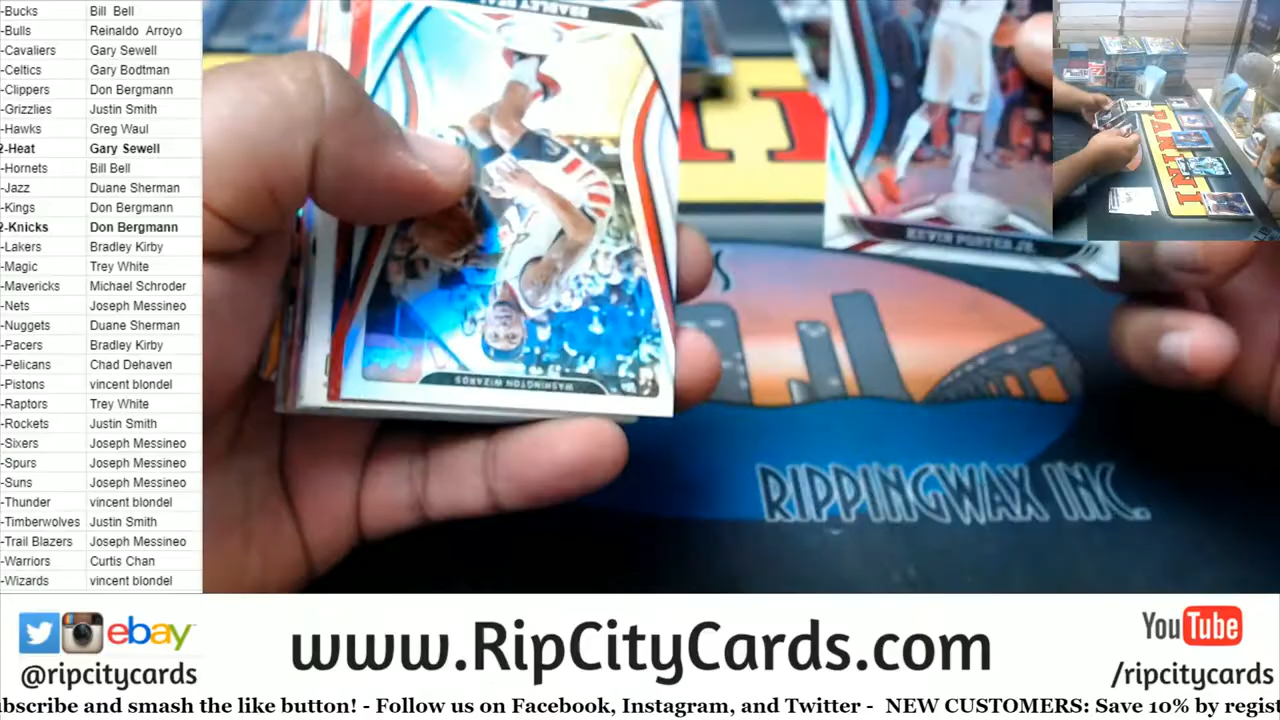 -Bucks Bill Bell
-Bulls Reinaldo Arroyo
-Cavaliers Gary Sewell
-Celtics Gary Bodtman
-Clippers Don Bergmann
-Grizzlies Justin Smith
-Hawks Greg Waul
2-Heat Gary Sewell
-Hornets Bill Bell
-Jazz Duane Sherman
-Kings Don Bergmann
2-Knicks Don Bergmann
-Lakers Bradley Kirby
-Magic Trey White
-Mavericks Michael Schroder
-Nets Joseph Messineo
-Nuggets Duane Sherman
-Pacers Bradley Kirby
-Pelicans Chad Dehaven
-Pistons vincent blondel
-Raptors Trey White
-Rockets Justin Smith
-Sixers Joseph Messineo
-Spurs Joseph Messineo
-Suns Joseph Messineo
-Thunder vincent blondel
-Timberwolves Justin Smith
-Trail Blazers Joseph Messineo
-Warriors Curtis Chan
-Wizards vincent blondel
BRADLEY BEAL
WASHINGTON WIZARDS
KEVIN PORTER JR.
PANINI
RIPPINGWAX INC.
ebay
@ripcitycards
www.RipCityCards.com
YouTube
/ripcitycards
ubscribe and smash the like button! - Follow us on Facebook, Instagram, and Twitter - NEW CUSTOMERS: Save 10% by regist